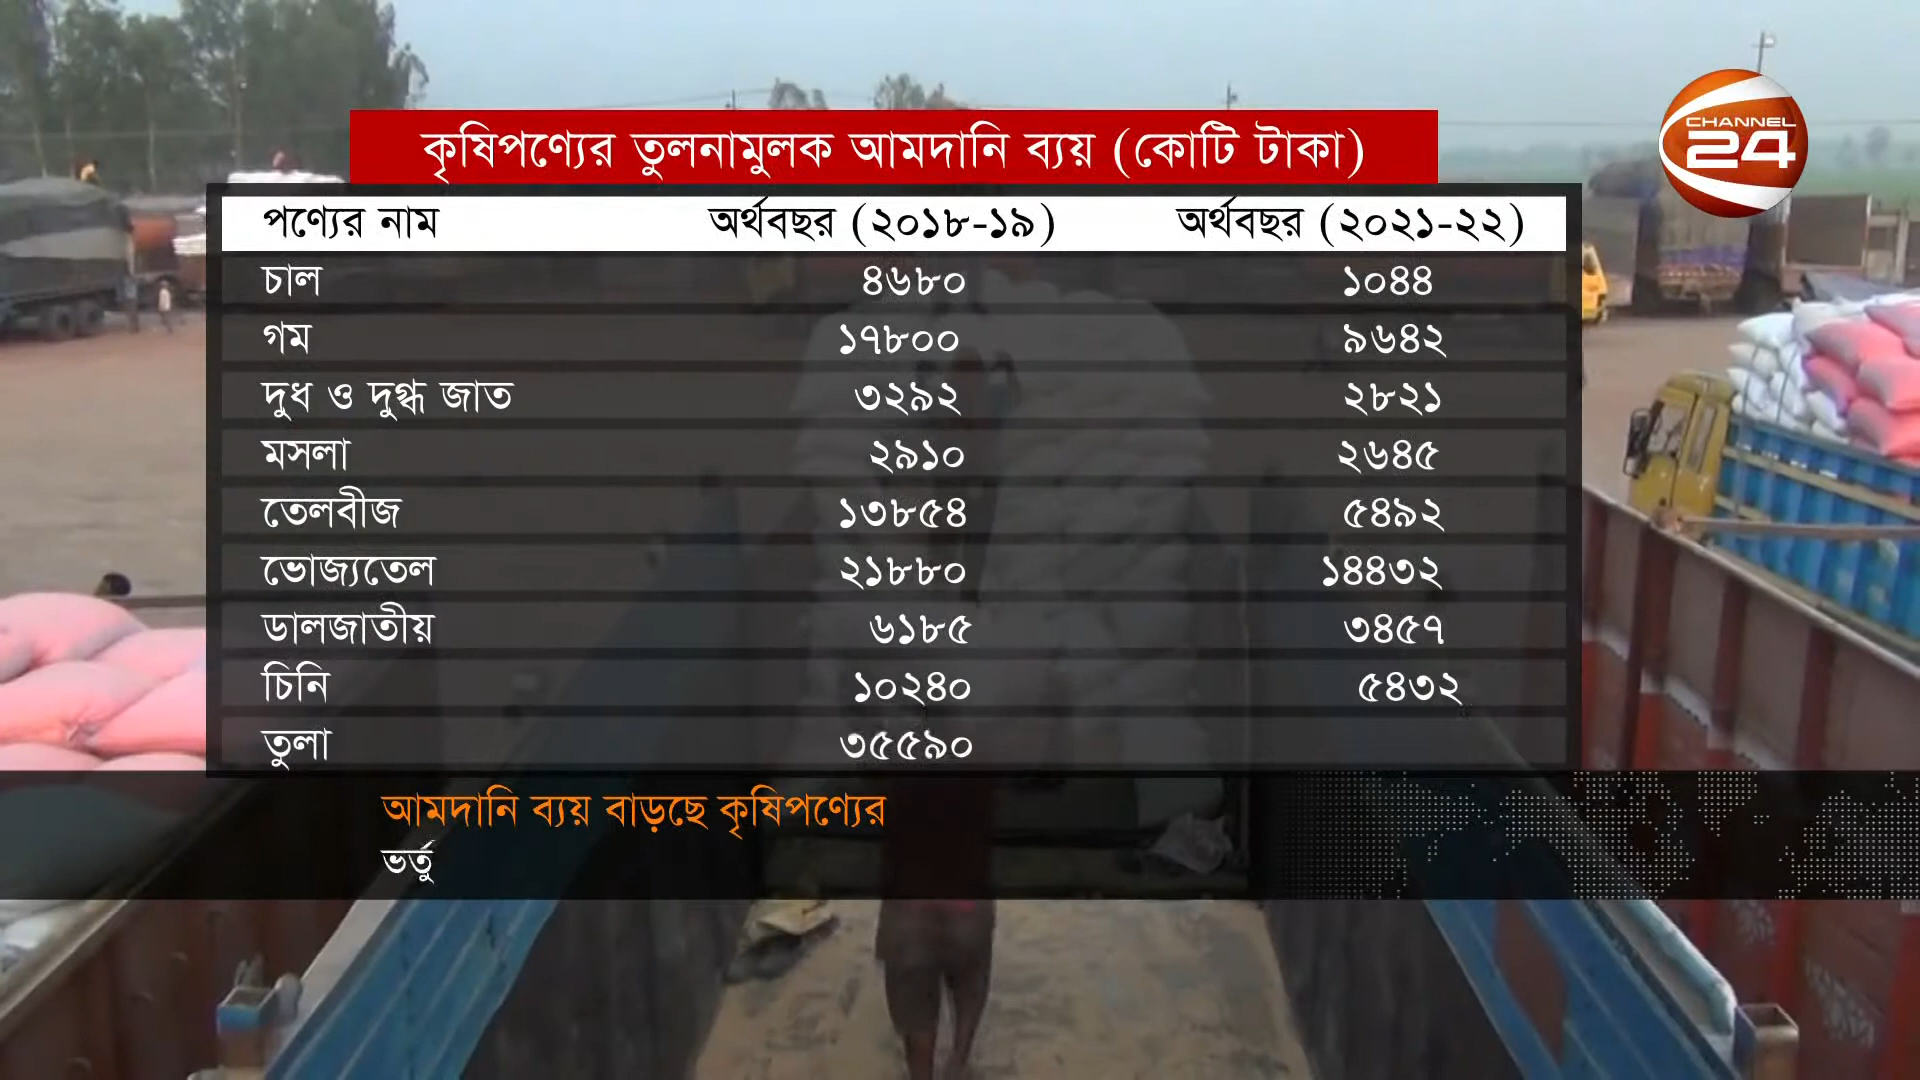 CHANNEL
24
কৃষিপণ্যের তুলনামুলক আমদানি ব্যয় (কোটি টাকা)
পণ্যের নাম অর্থবছর (২০১৮-১৯) অর্থবছর (২০২১-২২)
চাল ৪৬৮০ ১০৪৪
গম ১৭৮০০ ৯৬৪২
দুধ ও দুগ্ধ জাত ৩২৯২ ২৮২১
মসলা ২৯১০ ২৬৪৫
তেলবীজ ১৩৮৫৪ ৫৪৯২
ভোজ্যতেল ২১৮৮০ ১৪৪৩২
ডালজাতীয় ৬১৮৫ ৩৪৫৭
চিনি ১০২৪০ ৫৪৩২
তুলা ৩৫৫৯০
আমদানি ব্যয় বাড়ছে কৃষিপণ্যের
ভর্তু